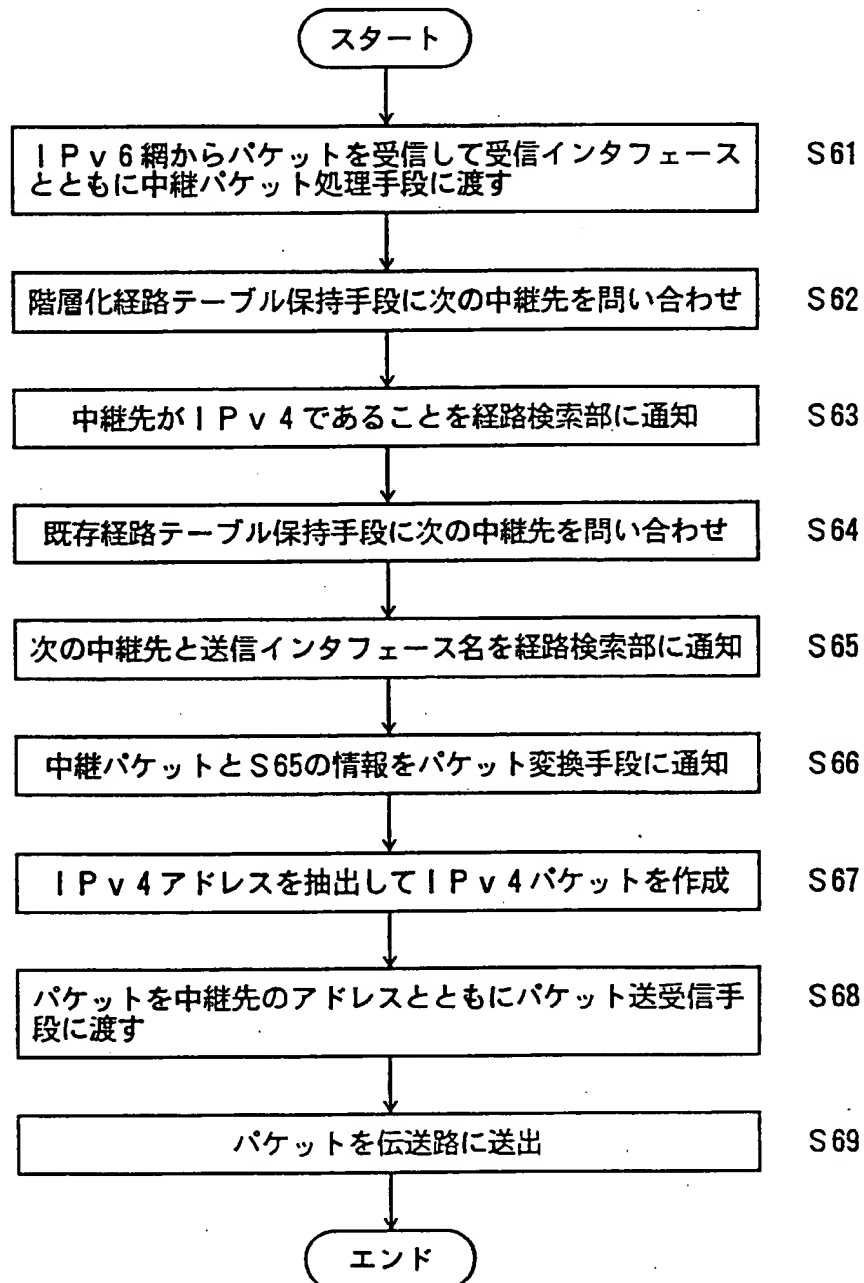 スタート
IPv6網からパケットを受信して受信インタフェース S61
とともに中継パケット処理手段に渡す
階層化経路テーブル保持手段に次の中継先を問い合わせ S62
中継先がIPv4であることを経路検索部に通知 S63
既存経路テーブル保持手段に次の中継先を問い合わせ S64
次の中継先と送信インタフェース名を経路検索部に通知 S65
中継パケットとS65の情報をパケット変換手段に通知 S66
IPv4アドレスを抽出してIPv4パケットを作成 S67
パケットを中継先のアドレスとともにパケット送受信手 S68
段に渡す
パケットを伝送路に送出 S69
エンド